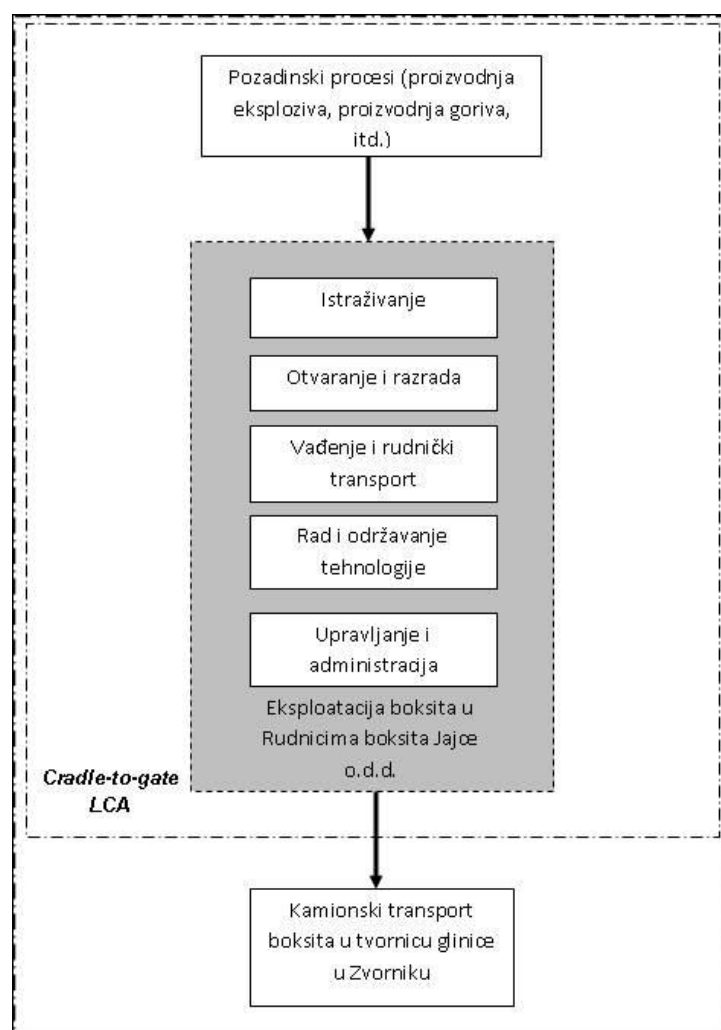 Pozadinski procesi (proizvodnja
eksploziva, proizvodnja goriva,
itd.)
Istraživanje
Otvaranje i razrada
Vađenje i rudnički
transport
Rad i održavanje
tehnologije
Upravljanje i
administracija
Eksploatacija boksita u
Rudnicima boksita Jajce
o.d.d.
Cradle-to-gate
LCA
Kamionski transport
boksita u tvornicu glinice
u Zvorniku